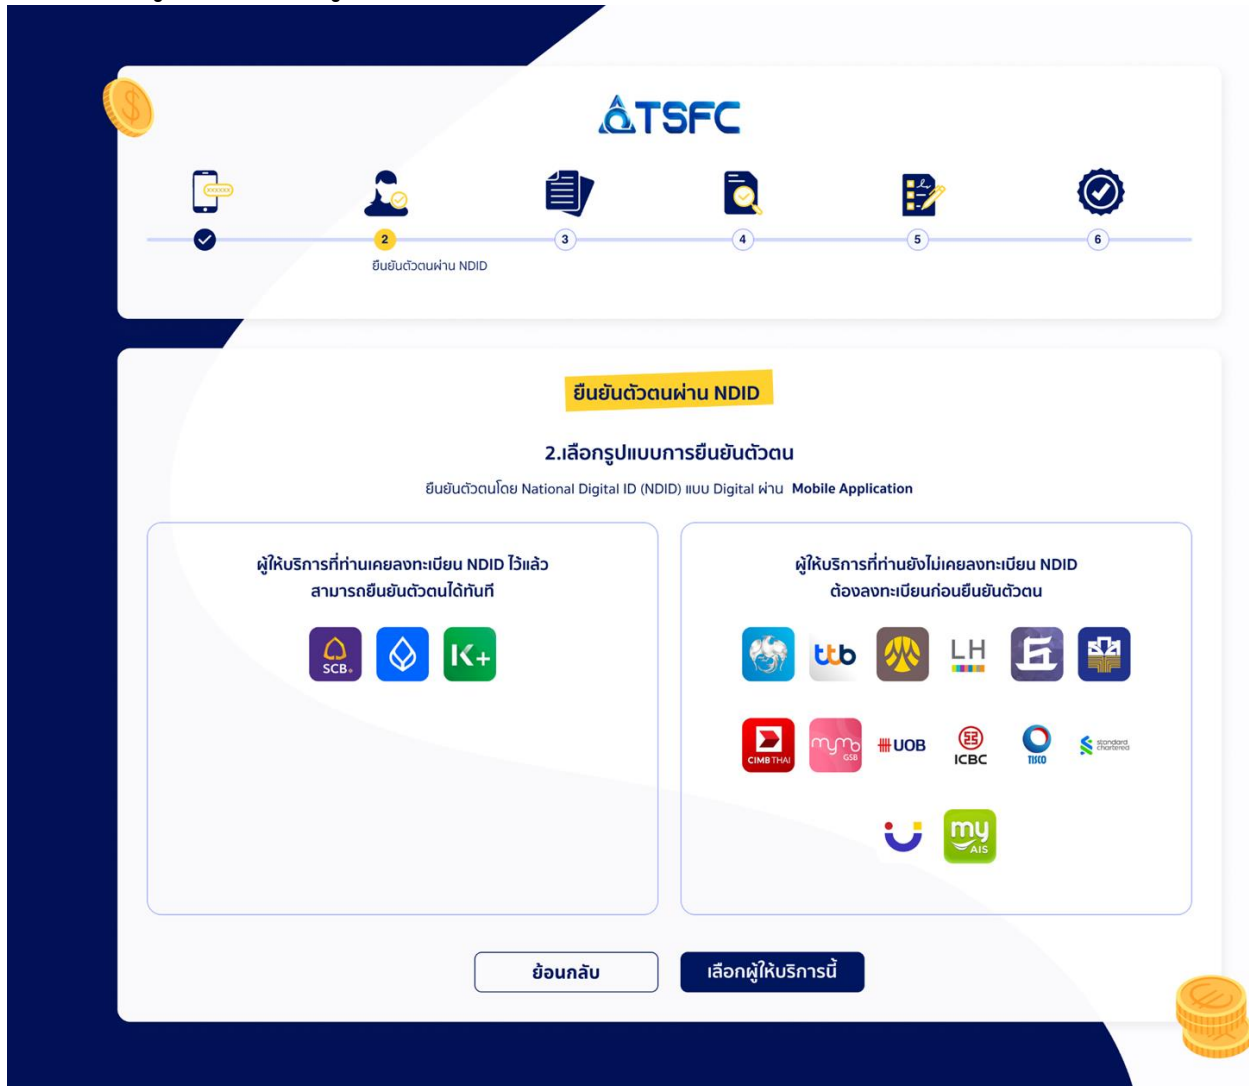 TSFC
2
3
4
5
6
ยืนยันตัวตนผ่าน NDID
ยืนยันตัวตนผ่าน NDID
2.เลือกรูปแบบการยืนยันตัวตน
ยืนยันตัวตนโดย National Digital ID (NDID) แบบ Digital ผ่าน Mobile Application
ผู้ให้บริการที่ท่านเคยลงทะเบียน NDID ไว้แล้ว
สามารถยืนยันตัวตนได้ทันที
SCB
K+
ผู้ให้บริการที่ท่านยังไม่เคยลงทะเบียน NDID
ต้องลงทะเบียนก่อนยืนยันตัวตน
ttb
LH
CIMB THAI
mymo
GSB
UOB
ICBC
TISCO
standard
chartered
my
AIS
ย้อนกลับ
เลือกผู้ให้บริการนี้